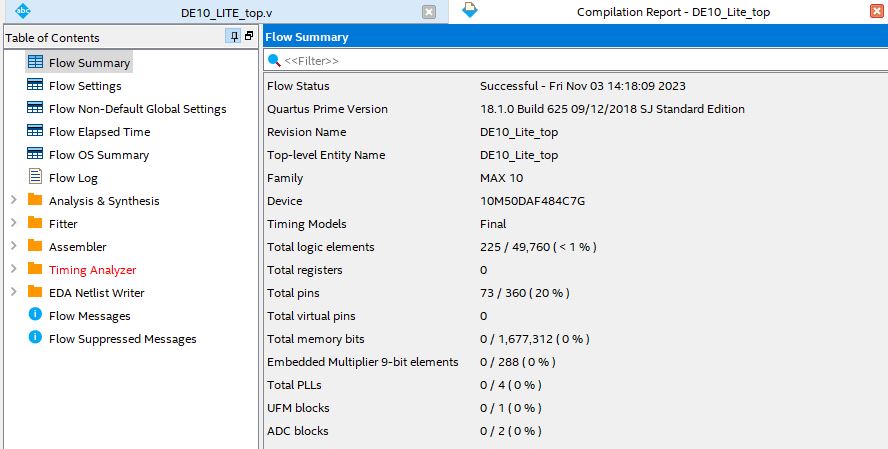 abc DE10_LITE_top.v
Compilation Report - DE10_Lite_top
Table of Contents
Flow Summary
Flow Settings
Flow Non-Default Global Settings
Flow Elapsed Time
Flow OS Summary
Flow Log
Analysis & Synthesis
Fitter
Assembler
Timing Analyzer
EDA Netlist Writer
Flow Messages
Flow Suppressed Messages
Flow Summary
<<Filter>>
Flow Status Successful - Fri Nov 03 14:18:09 2023
Quartus Prime Version 18.1.0 Build 625 09/12/2018 SJ Standard Edition
Revision Name DE10_Lite_top
Top-level Entity Name DE10_Lite_top
Family MAX 10
Device 10M50DAF484C7G
Timing Models Final
Total logic elements 225 / 49,760 ( < 1 % )
Total registers 0
Total pins 73 / 360 ( 20 % )
Total virtual pins 0
Total memory bits 0 / 1,677,312 ( 0 % )
Embedded Multiplier 9-bit elements 0 / 288 ( 0 % )
Total PLLs 0 / 4 ( 0 % )
UFM blocks 0 / 1 ( 0 % )
ADC blocks 0 / 2 ( 0 % )